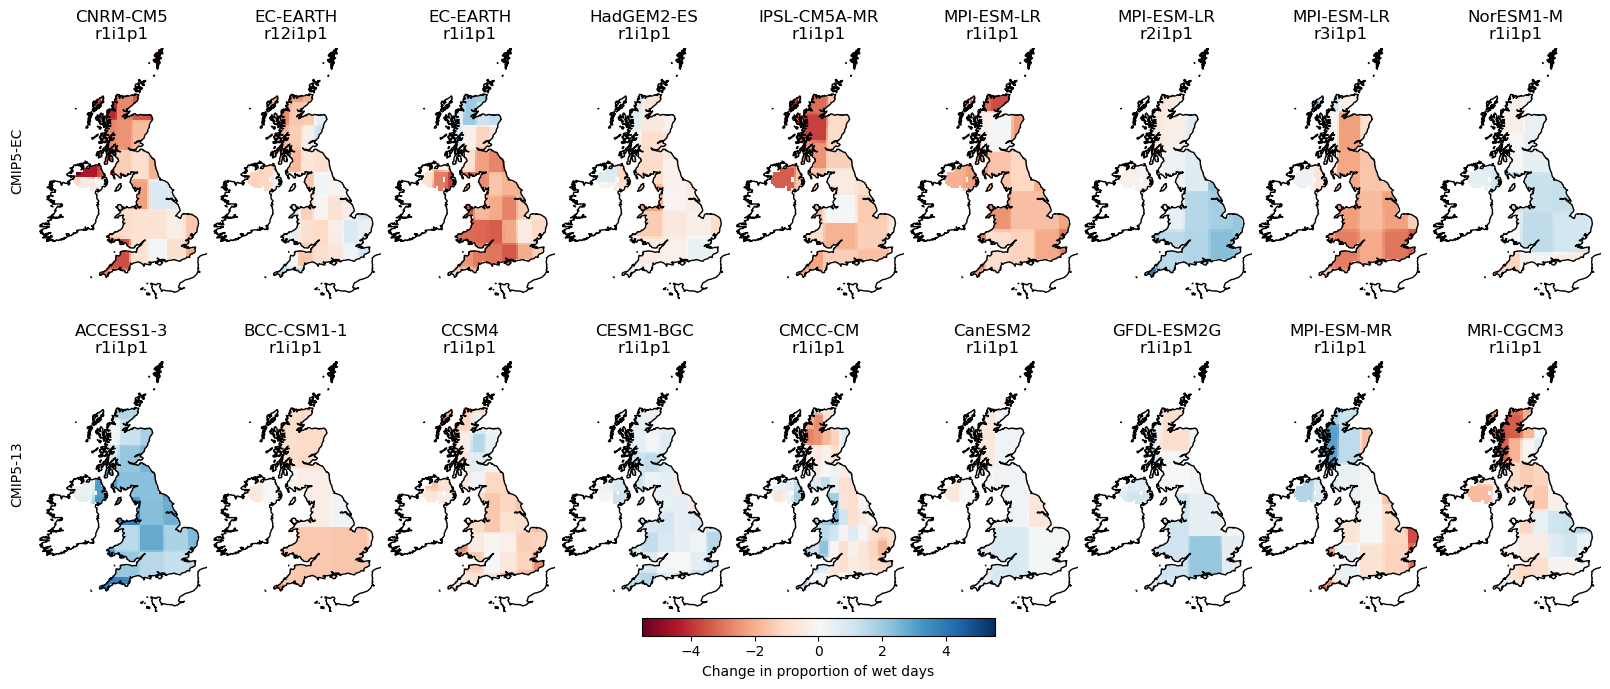 CNRM-CM5 EC-EARTH EC-EARTH HadGEM2-ES IPSL-CM5A-MR MPI-ESM-LR MPI-ESM-LR MPI-ESM-LR NorESM1-M
r1i1p1 r12i1p1 r1i1p1 r1i1p1 r1i1p1 r1i1p1 r2i1p1 r3i1p1 r1i1p1
CMIP5-EC
ACCESS1-3 BCC-CSM1-1 CCSM4 CESM1-BGC CMCC-CM CanESM2 GFDL-ESM2G MPI-ESM-MR MRI-CGCM3
r1i1p1 r1i1p1 r1i1p1 r1i1p1 r1i1p1 r1i1p1 r1i1p1 r1i1p1 r1i1p1
CMIP5-13
−4 −2 0 2 4
Change in proportion of wet days